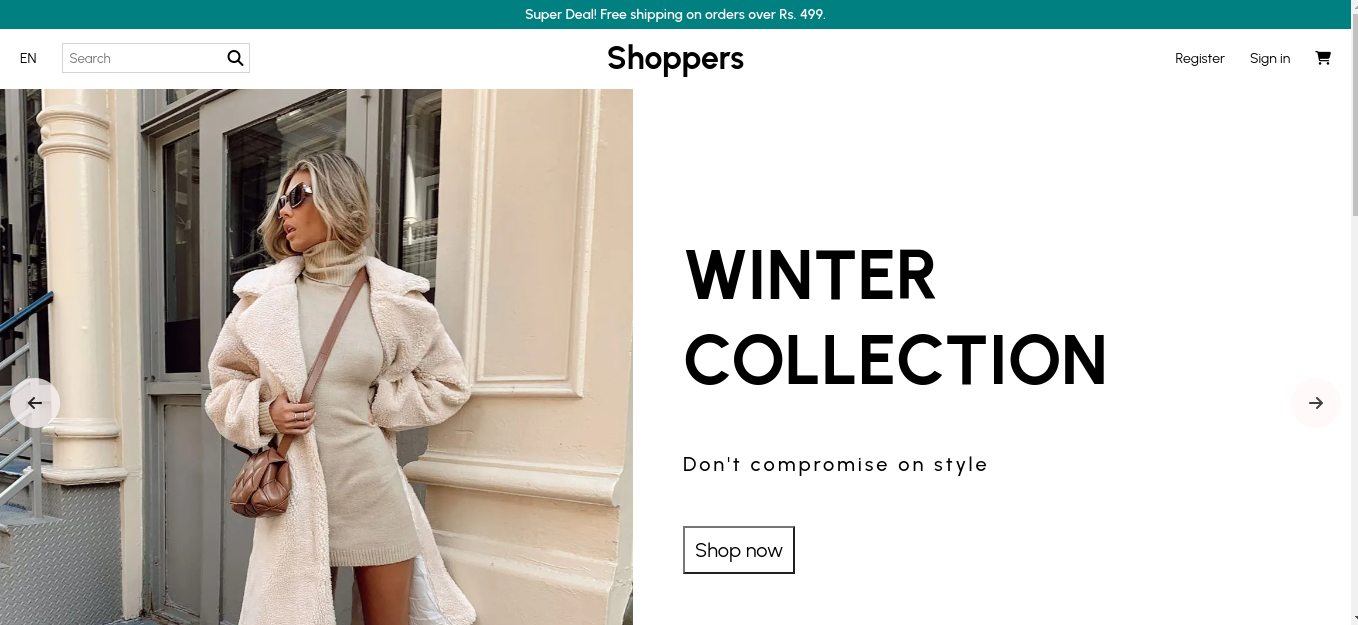 Super Deal! Free shipping on orders over Rs. 499.
EN
Search
Shoppers
Register
Sign in
WINTER
COLLECTION
Don't compromise on style
Shop now